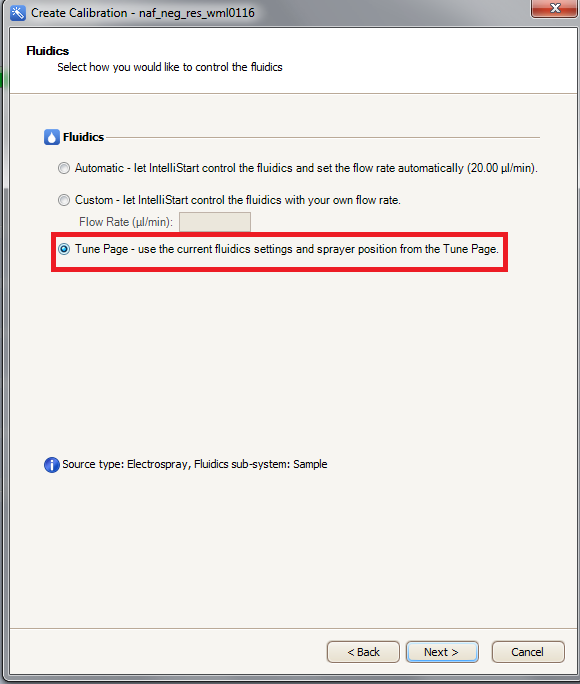 Create Calibration - naf_neg_res_wml0116
Fluidics
Select how you would like to control the fluidics
Fluidics
Automatic - let IntelliStart control the fluidics and set the flow rate automatically (20.00 µl/min).
Custom - let IntelliStart control the fluidics with your own flow rate.
Flow Rate (µl/min):
Tune Page - use the current fluidics settings and sprayer position from the Tune Page.
Source type: Electrospray, Fluidics sub-system: Sample
< Back Next > Cancel